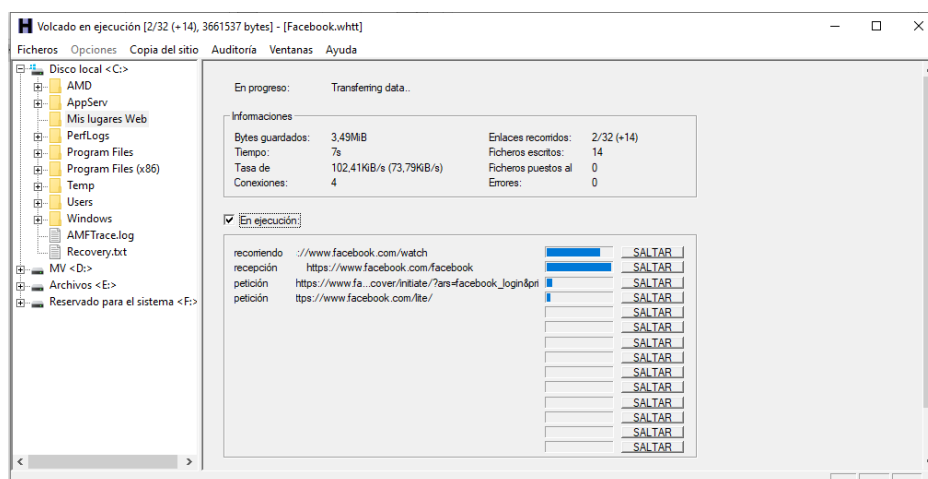 Volcado en ejecución [2/32 (+14), 3661537 bytes] - [Facebook.whtt]
Ficheros Opciones Copia del sitio Auditoría Ventanas Ayuda
Disco local <C:>
AMD
AppServ
Mis lugares Web
PerfLogs
Program Files
Program Files (x86)
Temp
Users
Windows
AMFTrace.log
Recovery.txt
MV <D:>
Archivos <E:>
Reservado para el sistema <F:>
En progreso: Transferring data..
Informaciones
Bytes guardados: 3,49MiB Enlaces recorridos: 2/32 (+14)
Tiempo: 7s Ficheros escritos: 14
Tasa de 102,41KiB/s (73,79KiB/s) Ficheros puestos al 0
Conexiones: 4 Errores: 0
En ejecución:
recorriendo ://www.facebook.com/watch SALTAR
recepción https://www.facebook.com/facebook SALTAR
petición https://www.fa...cover/initiate/?ars=facebook_login&pri SALTAR
petición ttps://www.facebook.com/lite/ SALTAR
SALTAR
SALTAR
SALTAR
SALTAR
SALTAR
SALTAR
SALTAR
SALTAR
SALTAR
SALTAR